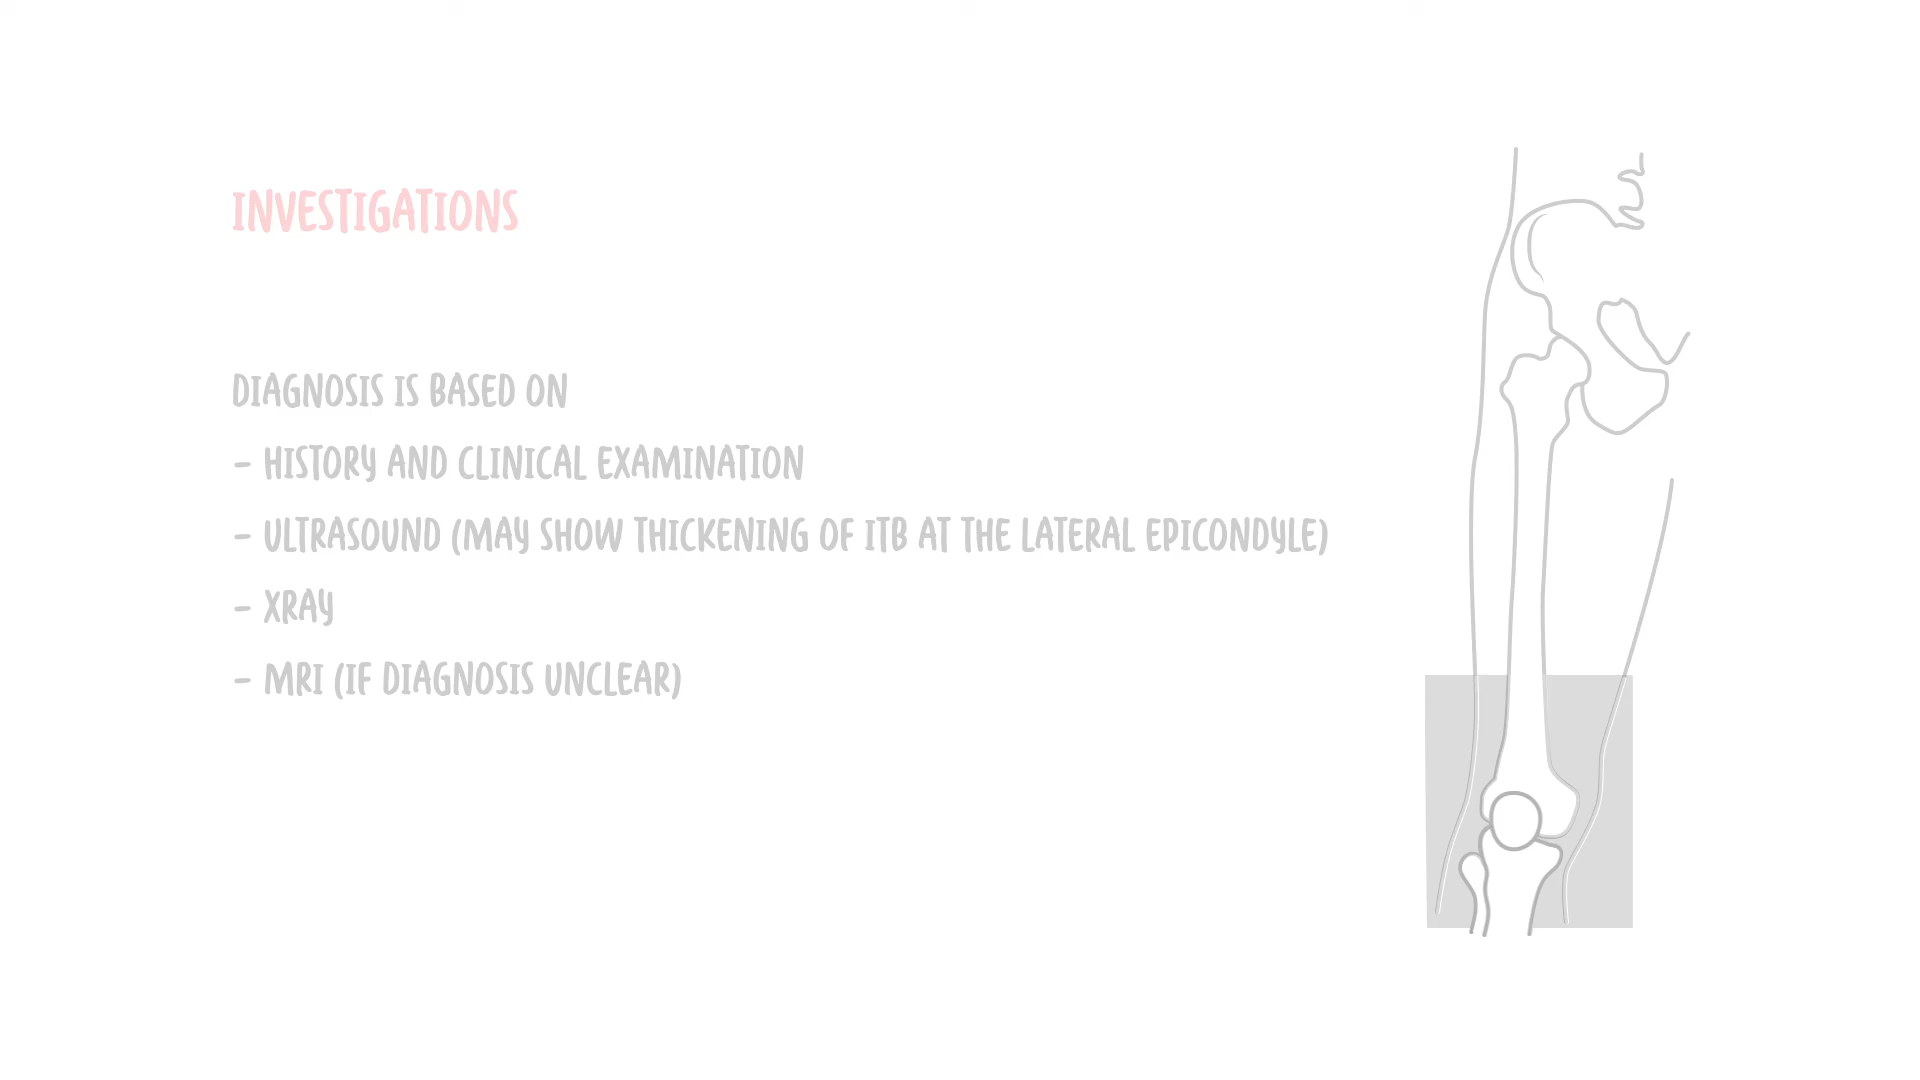 INVESTIGATIONS
DIAGNOSIS IS BASED ON
- HISTORY AND CLINICAL EXAMINATION
- ULTRASOUND (MAY SHOW THICKENING OF ITB AT THE LATERAL EPICONDYLE)
- XRAY
- MRI (IF DIAGNOSIS UNCLEAR)